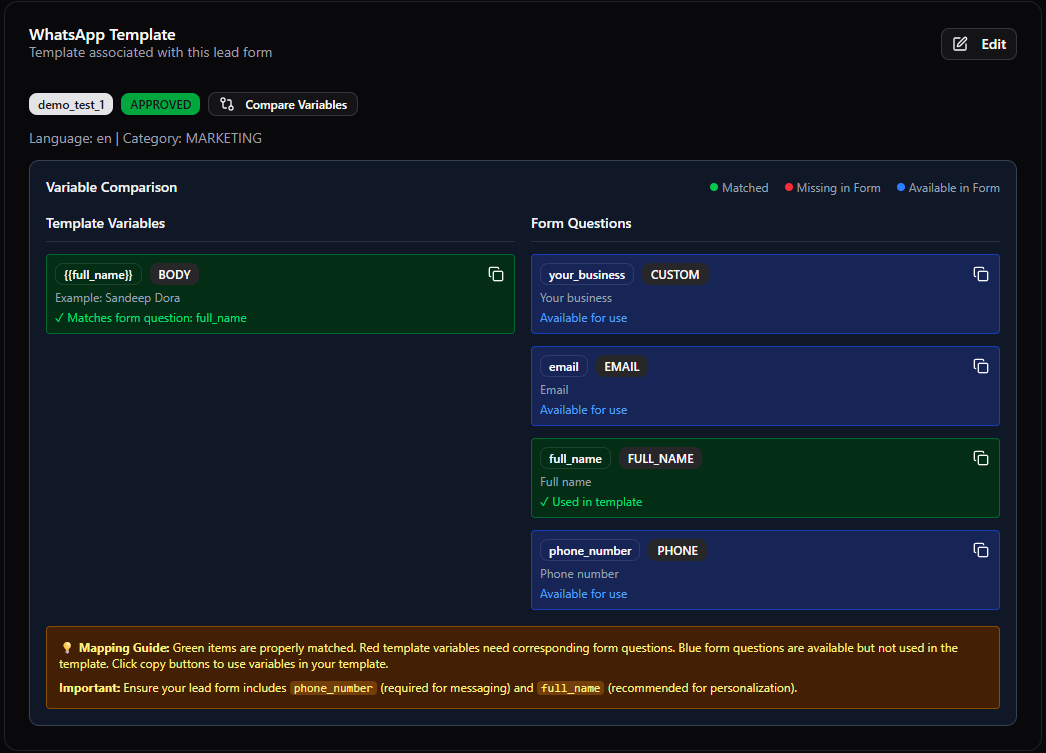 WhatsApp Template
Template associated with this lead form
Edit
demo_test_1
APPROVED
Compare Variables
Language: en | Category: MARKETING
Variable Comparison
Matched
Missing in Form
Available in Form
Template Variables
{{full_name}}
BODY
Example: Sandeep Dora
✓ Matches form question: full_name
Form Questions
your_business
CUSTOM
Your business
Available for use
email
EMAIL
Email
Available for use
full_name
FULL_NAME
Full name
✓ Used in template
phone_number
PHONE
Phone number
Available for use
💡 Mapping Guide: Green items are properly matched. Red template variables need corresponding form questions. Blue form questions are available but not used in the
template. Click copy buttons to use variables in your template.
Important: Ensure your lead form includes phone_number (required for messaging) and full_name (recommended for personalization).